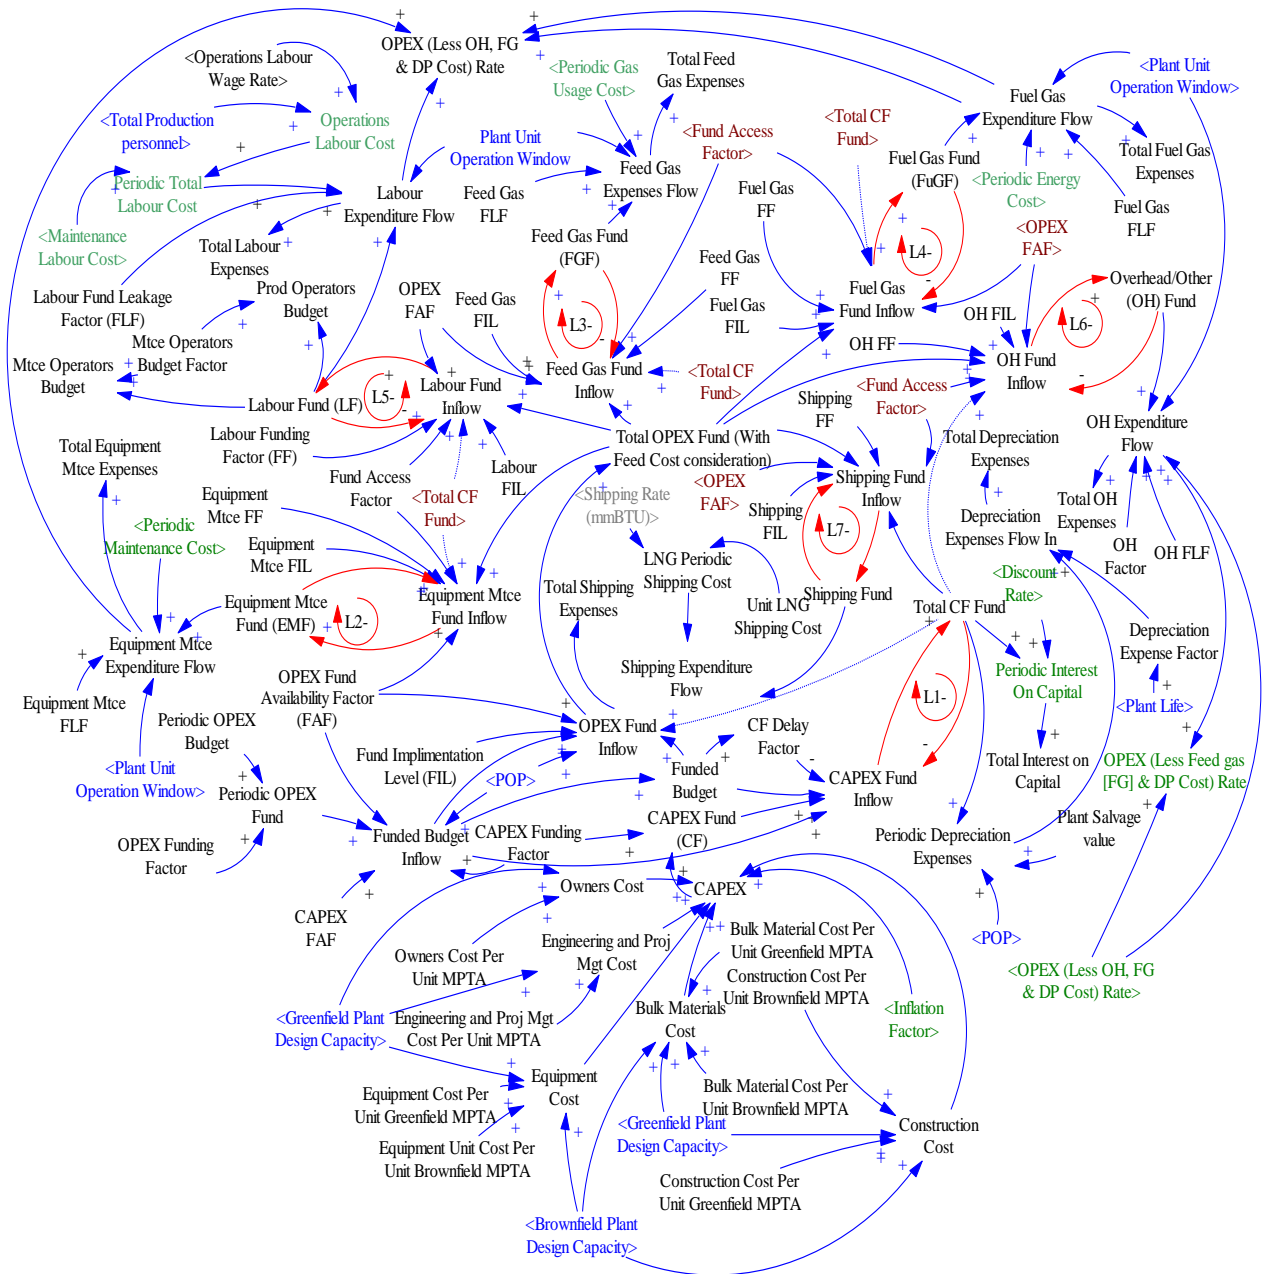 OPEX (Less OH, FG
& DP Cost) Rate
<Operations Labour
Wage Rate>
<Total Production
personnel>
Operations
Labour Cost
Periodic Total
Labour Cost
<Maintenance
Labour Cost>
Labour
Expenditure Flow
Total Labour
Expenses
Labour Fund Leakage
Factor (FLF)
Prod Operators
Budget
Mtce Operators
Budget Factor
Mtce Operators
Budget
Labour Fund (LF)
Labour Funding
Factor (FF)
<Periodic Gas
Usage Cost>
Total Feed
Gas Expenses
Plant Unit
Operation Window
Feed Gas
Expenses Flow
Feed Gas
FLF
Feed Gas Fund
(FGF)
OPEX
FAF
Feed Gas
FIL
L3-
Feed Gas Fund
Inflow
L5-
Labour Fund
Inflow
Labour
FIL
Fund Access
Factor
<Total CF
Fund>
<Fund Access
Factor>
<Total CF
Fund>
Fuel Gas
FF
Feed Gas
FF
Fuel Gas
FIL
<Total CF
Fund>
Fuel Gas Fund
(FuGF)
L4-
Fuel Gas
Fund Inflow
Fuel Gas
Expenditure Flow
<Plant Unit
Operation Window>
Total Fuel Gas
Expenses
<Periodic Energy
Cost>
Fuel Gas
FLF
<OPEX
FAF>
Overhead/Other
(OH) Fund
OH FIL
L6-
OH FF
OH Fund
Inflow
<Fund Access
Factor>
Shipping
FF
Total OPEX Fund (With
Feed Cost consideration)
<OPEX
FAF>
Shipping
FIL
Shipping Fund
Inflow
L7-
Shipping Fund
Total Depreciation
Expenses
Depreciation
Expenses Flow In
OH Expenditure
Flow
Total OH
Expenses
OH
Factor
OH FLF
<Shipping Rate
(mmBTU)>
LNG Periodic
Shipping Cost
Unit LNG
Shipping Cost
Total Shipping
Expenses
Shipping Expenditure
Flow
Total Equipment
Mtce Expenses
<Periodic
Maintenance Cost>
Equipment
Mtce FF
Equipment
Mtce FIL
Equipment Mtce
Fund (EMF)
L2-
Equipment Mtce
Fund Inflow
Equipment Mtce
Expenditure Flow
Equipment Mtce
FLF
<Plant Unit
Operation Window>
OPEX Fund
Availability Factor
(FAF)
Periodic OPEX
Budget
Periodic OPEX
Fund
OPEX Funding
Factor
Fund Implimentation
Level (FIL)
OPEX Fund
Inflow
<POP>
Funded Budget
Inflow
CAPEX
FAF
CAPEX Funding
Factor
Funded
Budget
CF Delay
Factor
CAPEX Fund
Inflow
CAPEX Fund
(CF)
L1-
Total CF Fund
<Discount
Rate>
Periodic Interest
On Capital
Total Interest on
Capital
Depreciation
Expense Factor
<Plant Life>
OPEX (Less Feed gas
[FG] & DP Cost) Rate
Plant Salvage
value
Periodic Depreciation
Expenses
<POP>
<OPEX (Less OH, FG
& DP Cost) Rate>
Owners Cost
CAPEX
Owners Cost Per
Unit MPTA
Engineering and Proj
Mgt Cost
Bulk Material Cost Per
Unit Greenfield MPTA
Construction Cost Per
Unit Brownfield MPTA
<Greenfield Plant
Design Capacity>
Engineering and Proj Mgt
Cost Per Unit MPTA
Bulk Materials
Cost
<Inflation
Factor>
Equipment
Cost
Equipment Cost Per
Unit Greenfield MPTA
Equipment Unit Cost Per
Unit Brownfield MPTA
Bulk Material Cost Per
Unit Brownfield MPTA
<Greenfield Plant
Design Capacity>
Construction
Cost
Construction Cost Per
Unit Greenfield MPTA
<Brownfield Plant
Design Capacity>